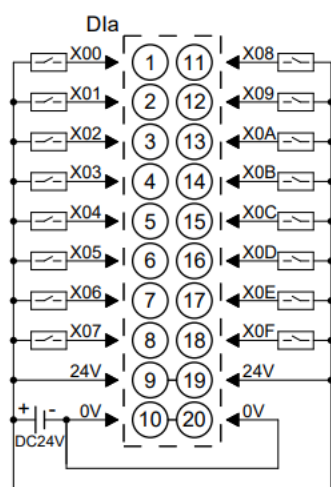 DIa
X00 1 11 X08
X01 2 12 X09
X02 3 13 X0A
X03 4 14 X0B
X04 5 15 X0C
X05 6 16 X0D
X06 7 17 X0E
X07 8 18 X0F
24V 9 19 24V
+ - 0V 10 20 0V
DC24V